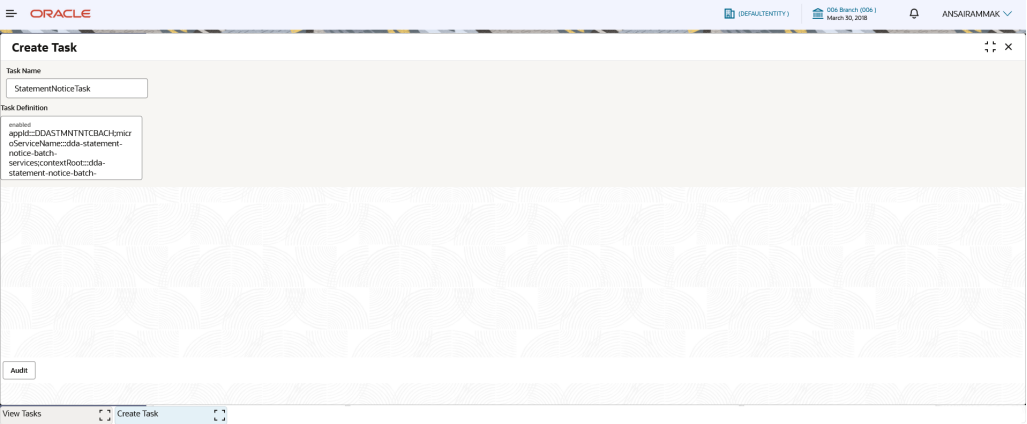 ORACLE
(DEFAULTENTITY )
006 Branch (006 )
March 30, 2018
ANSAIRAMMAK
Create Task
Task Name
StatementNoticeTask
Task Definition
enabled
appId:::DDASTMNTNTCBACH;micr
oServiceName:::dda-statement-
notice-batch-
services;contextRoot:::dda-
statement-notice-batch-
Audit
View Tasks
Create Task